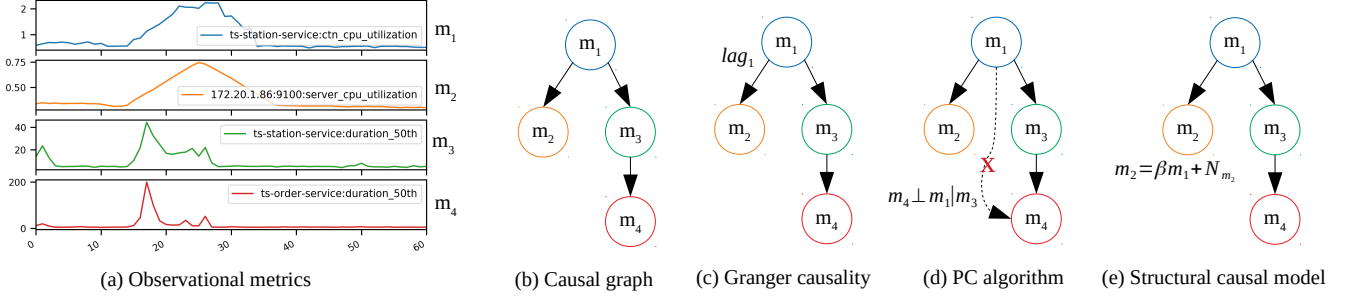 2
1
ts-station-service:ctn_cpu_utilization
m1
0.75
0.50
172.20.1.86:9100:server_cpu_utilization
m2
40
20
ts-station-service:duration_50th
m3
200
0
ts-order-service:duration_50th
m4
0 10 20 30 40 50 60
(a) Observational metrics
m1
m2
m3
m4
(b) Causal graph
m1
lag1
m2
m3
m4
(c) Granger causality
m1
m2
m3
X
m4⊥m1|m3
m4
(d) PC algorithm
m1
m2
m3
m2=βm1+Nm2
m4
(e) Structural causal model